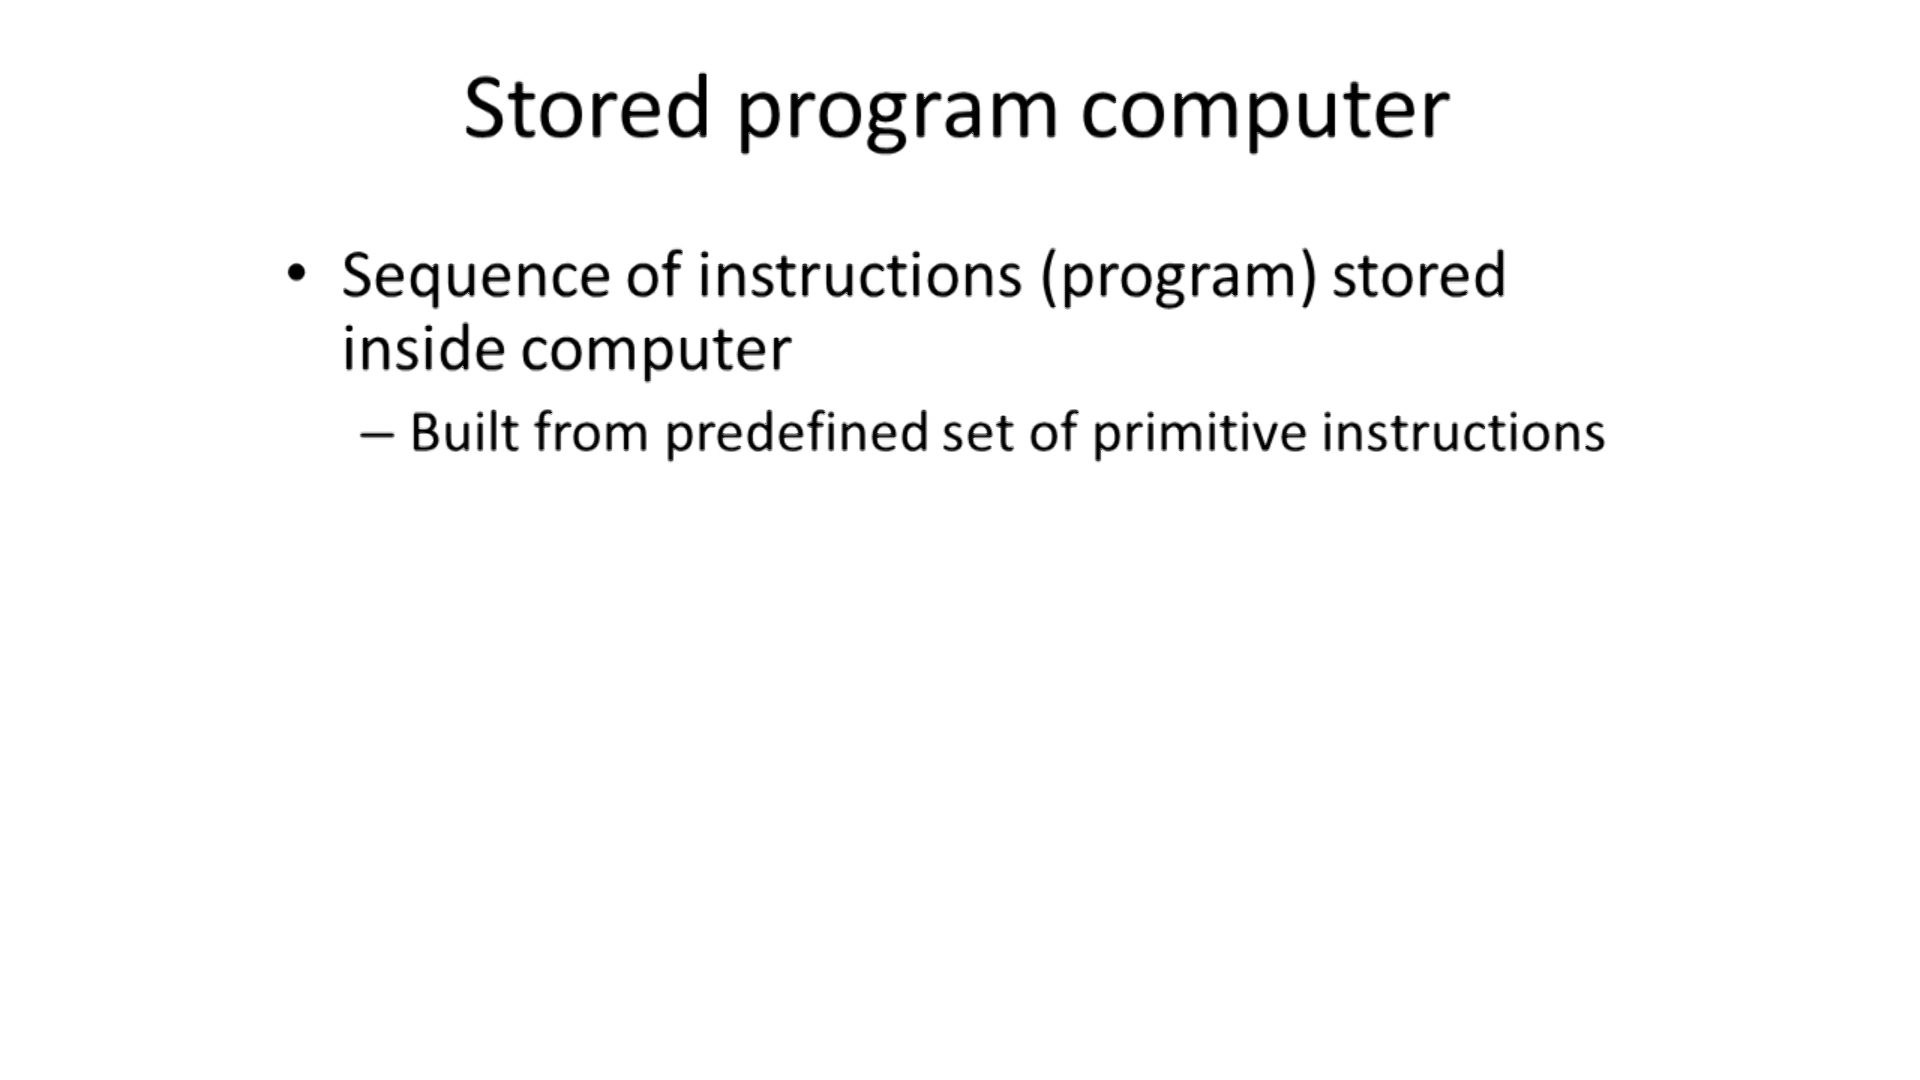 Stored program computer
• Sequence of instructions (program) stored
inside computer
– Built from predefined set of primitive instructions